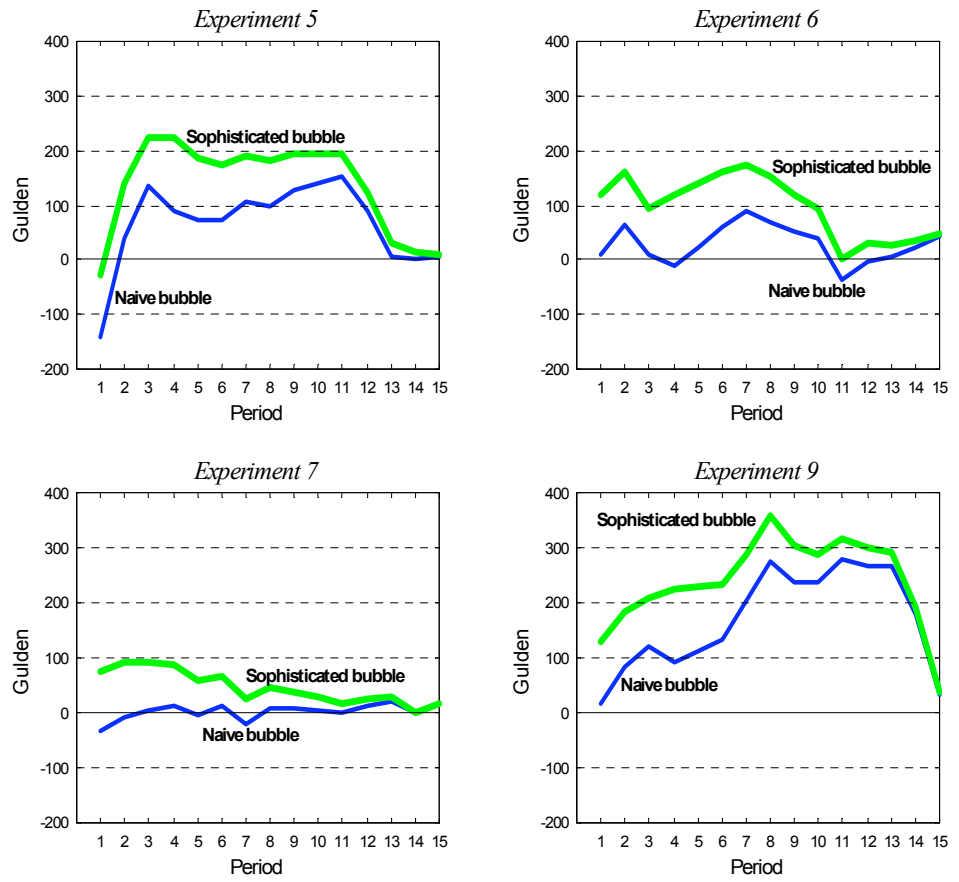 Experiment 5
400
300
200
100
0
-100
-200
Gulden
Sophisticated bubble
Naive bubble
1 2 3 4 5 6 7 8 9 10 11 12 13 14 15
Period
Experiment 6
400
300
200
100
0
-100
-200
Gulden
Sophisticated bubble
Naive bubble
1 2 3 4 5 6 7 8 9 10 11 12 13 14 15
Period
Experiment 7
400
300
200
100
0
-100
-200
Gulden
Sophisticated bubble
Naive bubble
1 2 3 4 5 6 7 8 9 10 11 12 13 14 15
Period
Experiment 9
400
300
200
100
0
-100
-200
Gulden
Sophisticated bubble
Naive bubble
1 2 3 4 5 6 7 8 9 10 11 12 13 14 15
Period